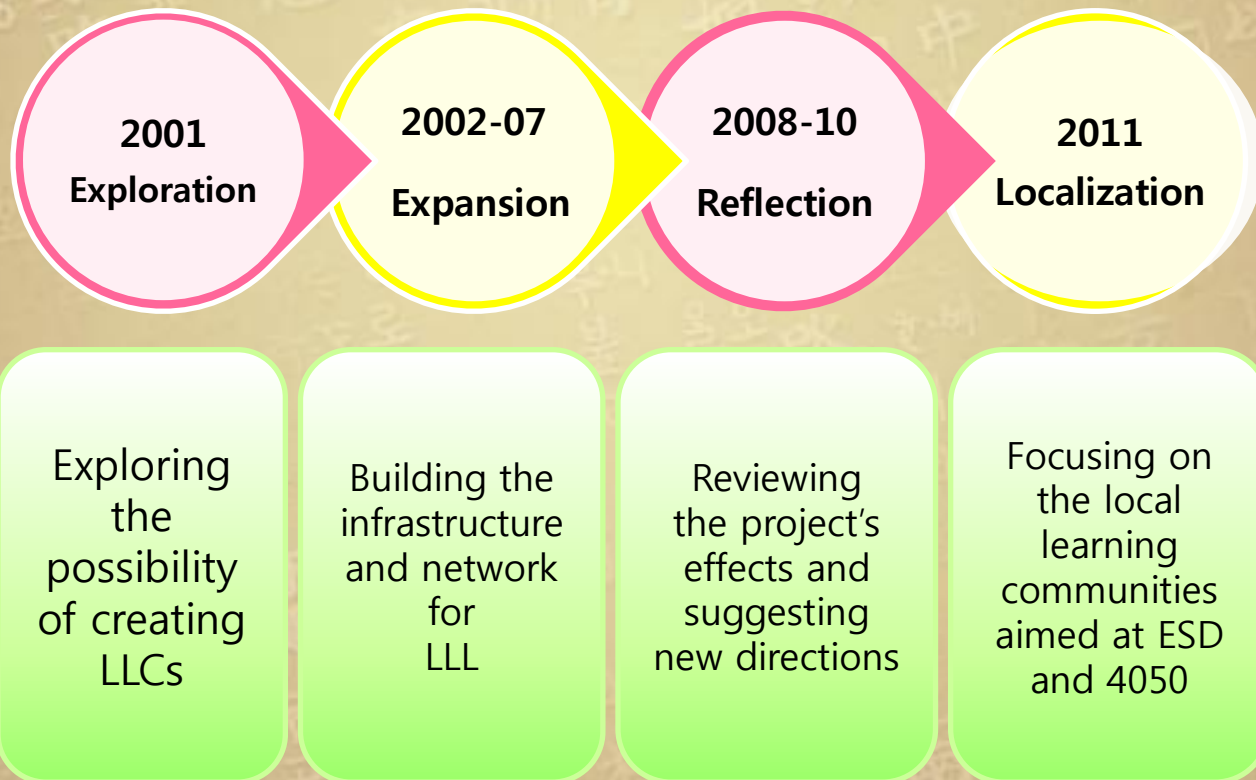 2001
Exploration
2002-07
Expansion
2008-10
Reflection
2011
Localization
Exploring
the
possibility
of creating
LLCs
Building the
infrastructure
and network
for
LLL
Reviewing
the project's
effects and
suggesting
new directions
Focusing on
the local
learning
communities
aimed at ESD
and 4050